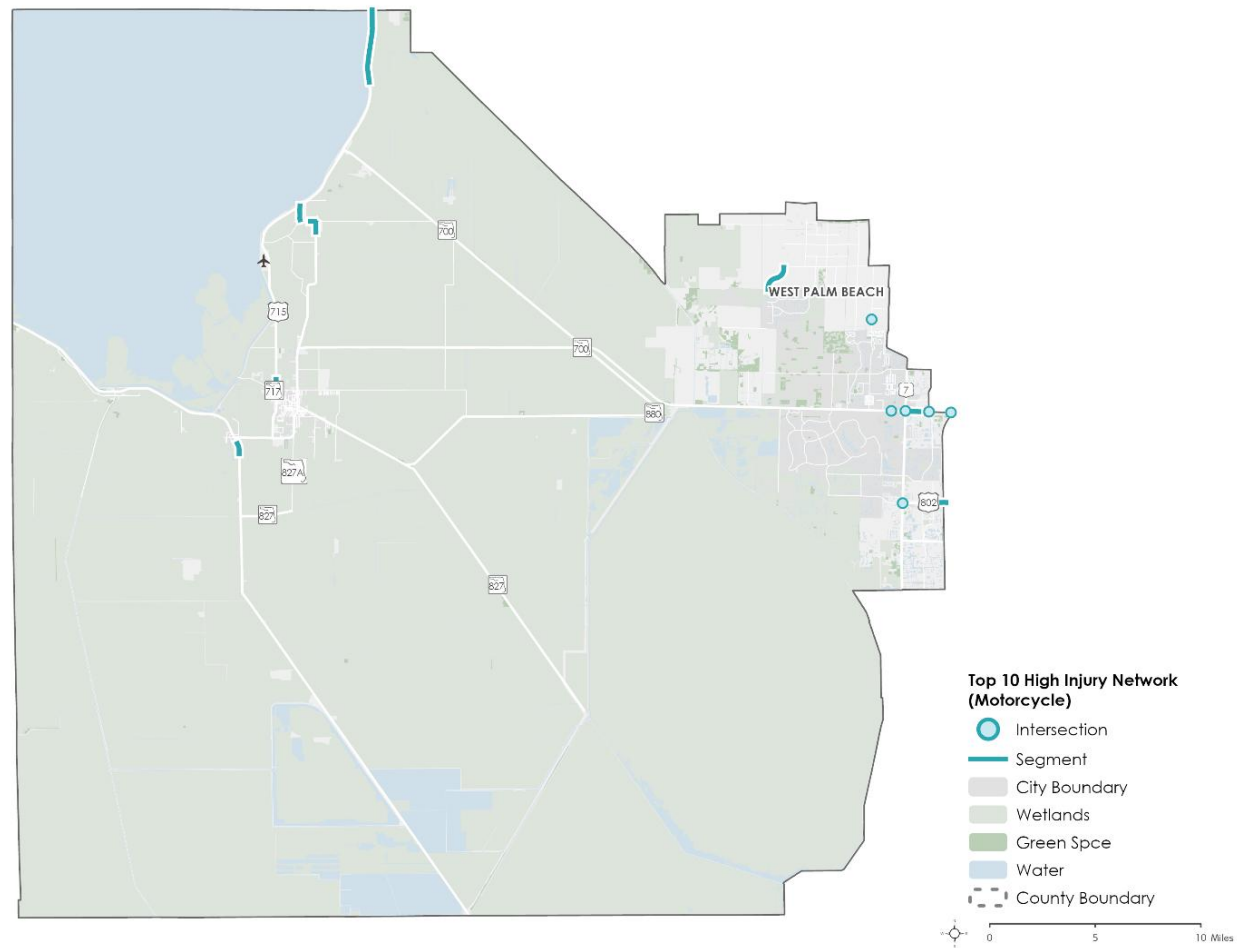 700
WEST PALM BEACH
715
700
7
717
880
827A
802
827
827
Top 10 High Injury Network
(Motorcycle)
Intersection
Segment
City Boundary
Wetlands
Green Spce
Water
County Boundary
0 5 10 Miles